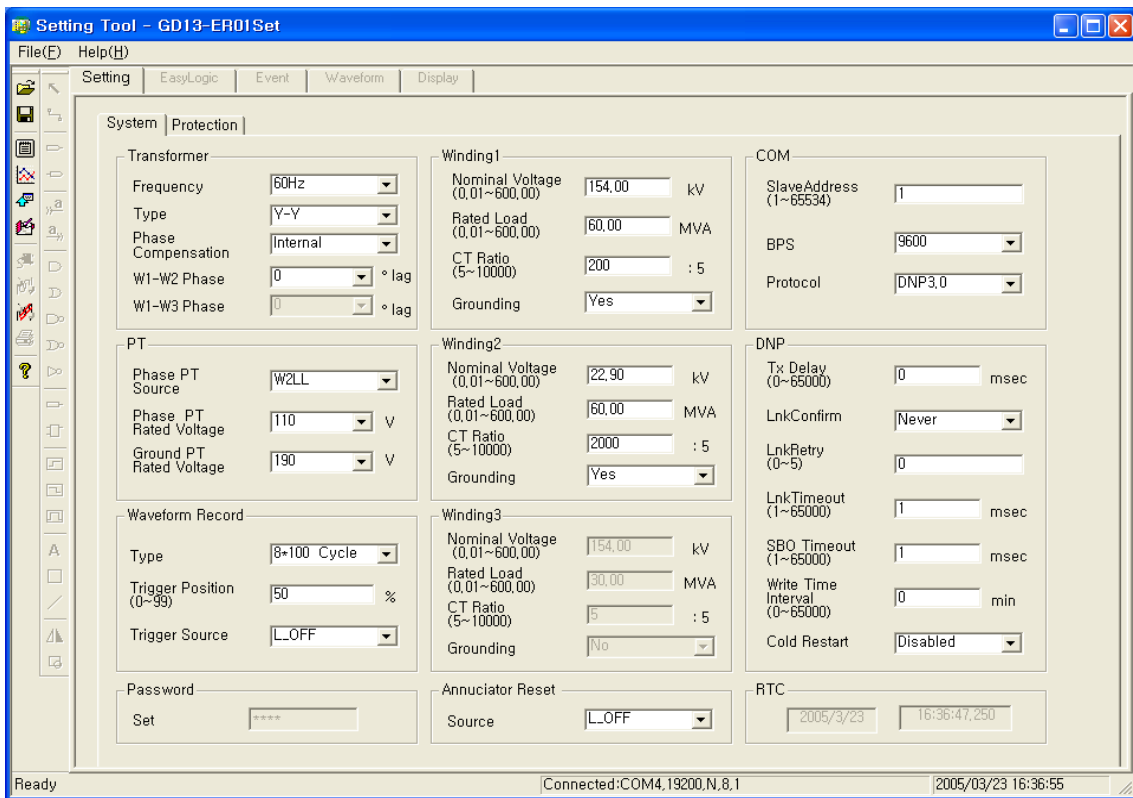 Setting Tool - GD13-ER01Set
File(F) Help(H)
Setting EasyLogic Event Waveform Display
System Protection
Transformer
Frequency 60Hz
Type Y-Y
Phase
Compensation Internal
W1-W2 Phase 0 ° lag
W1-W3 Phase 0 ° lag
PT
Phase PT
Source W2LL
Phase PT
Rated Voltage 110 V
Ground PT
Rated Voltage 190 V
Waveform Record
Type 8*100 Cycle
Trigger Position
(0~99) 50 %
Trigger Source L_OFF
Password
Set ****
Winding1
Nominal Voltage
(0,01~600,00) 154,00 kV
Rated Load
(0,01~600,00) 60,00 MVA
CT Ratio
(5~10000) 200 : 5
Grounding Yes
Winding2
Nominal Voltage
(0,01~600,00) 22,90 kV
Rated Load
(0,01~600,00) 60,00 MVA
CT Ratio
(5~10000) 2000 : 5
Grounding Yes
Winding3
Nominal Voltage
(0,01~600,00) 154,00 kV
Rated Load
(0,01~600,00) 30,00 MVA
CT Ratio
(5~10000) 5 : 5
Grounding No
Annuciator Reset
Source L_OFF
COM
SlaveAddress
(1~65534) 1
BPS 9600
Protocol DNP3,0
DNP
Tx Delay
(0~65000) 0 msec
LnkConfirm Never
LnkRetry
(0~5) 0
LnkTimeout
(1~65000) 1 msec
SBO Timeout
(1~65000) 1 msec
Write Time
Interval
(0~65000) 0 min
Cold Restart Disabled
RTC
2005/3/23 16:36:47,250
Ready Connected:COM4,19200,N,8,1 2005/03/23 16:36:55